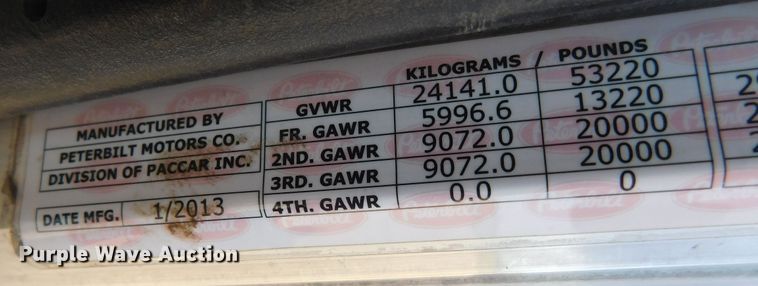 KILOGRAMS / POUNDS
GVWR 24141.0 53220
FR. GAWR 5996.6 13220
2ND. GAWR 9072.0 20000
3RD. GAWR 9072.0 20000
4TH. GAWR 0.0 0
MANUFACTURED BY
PETERBILT MOTORS CO.
DIVISION OF PACCAR INC.
DATE MFG. 1/2013
Purple Wave Auction